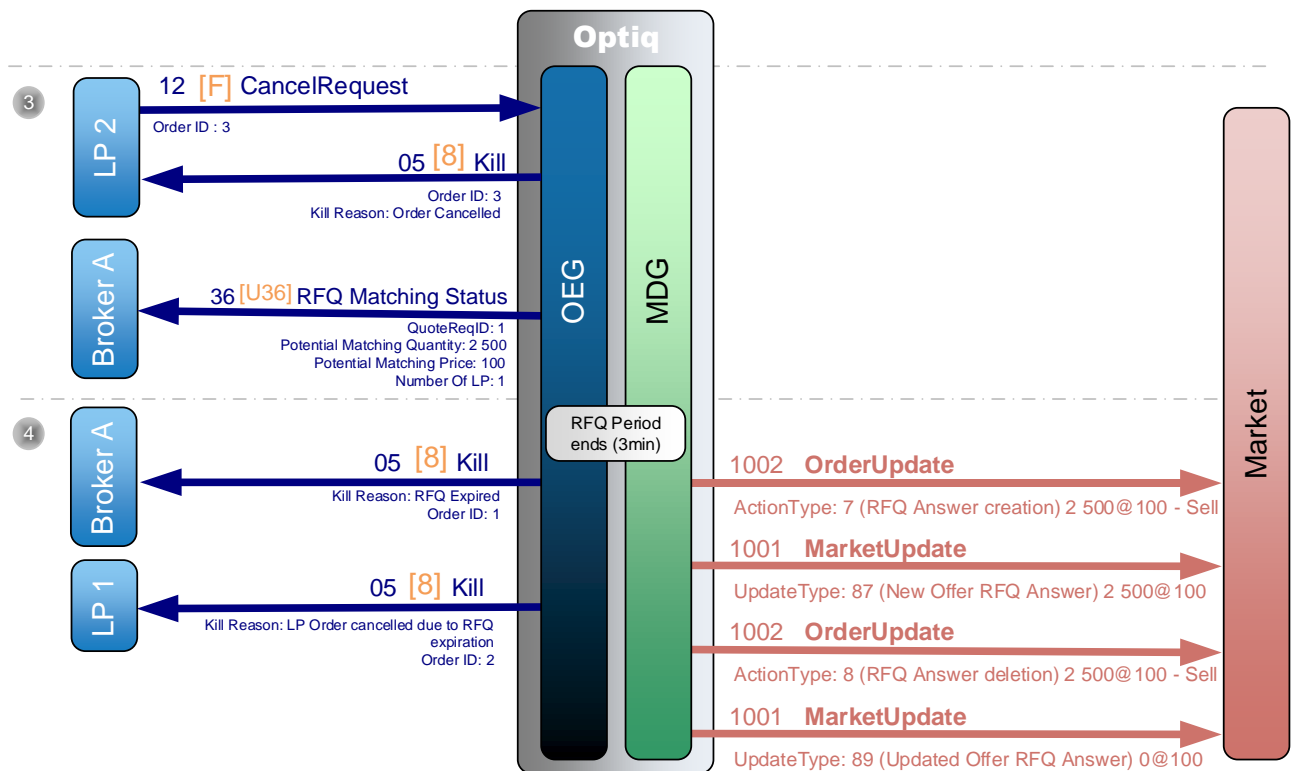 Optiq
3
LP 2
12 [F] CancelRequest
Order ID : 3
05 [8] Kill
Order ID: 3
Kill Reason: Order Cancelled
Broker A
36 [U36] RFQ Matching Status
QuoteReqID: 1
Potential Matching Quantity: 2 500
Potential Matching Price: 100
Number Of LP: 1
OEG
MDG
Market
4
RFQ Period
ends (3min)
Broker A
05 [8] Kill
Kill Reason: RFQ Expired
Order ID: 1
LP 1
05 [8] Kill
Kill Reason: LP Order cancelled due to RFQ
expiration
Order ID: 2
1002 OrderUpdate
ActionType: 7 (RFQ Answer creation) 2 500@100 - Sell
1001 MarketUpdate
UpdateType: 87 (New Offer RFQ Answer) 2 500@100
1002 OrderUpdate
ActionType: 8 (RFQ Answer deletion) 2 500@100 - Sell
1001 MarketUpdate
UpdateType: 89 (Updated Offer RFQ Answer) 0@100